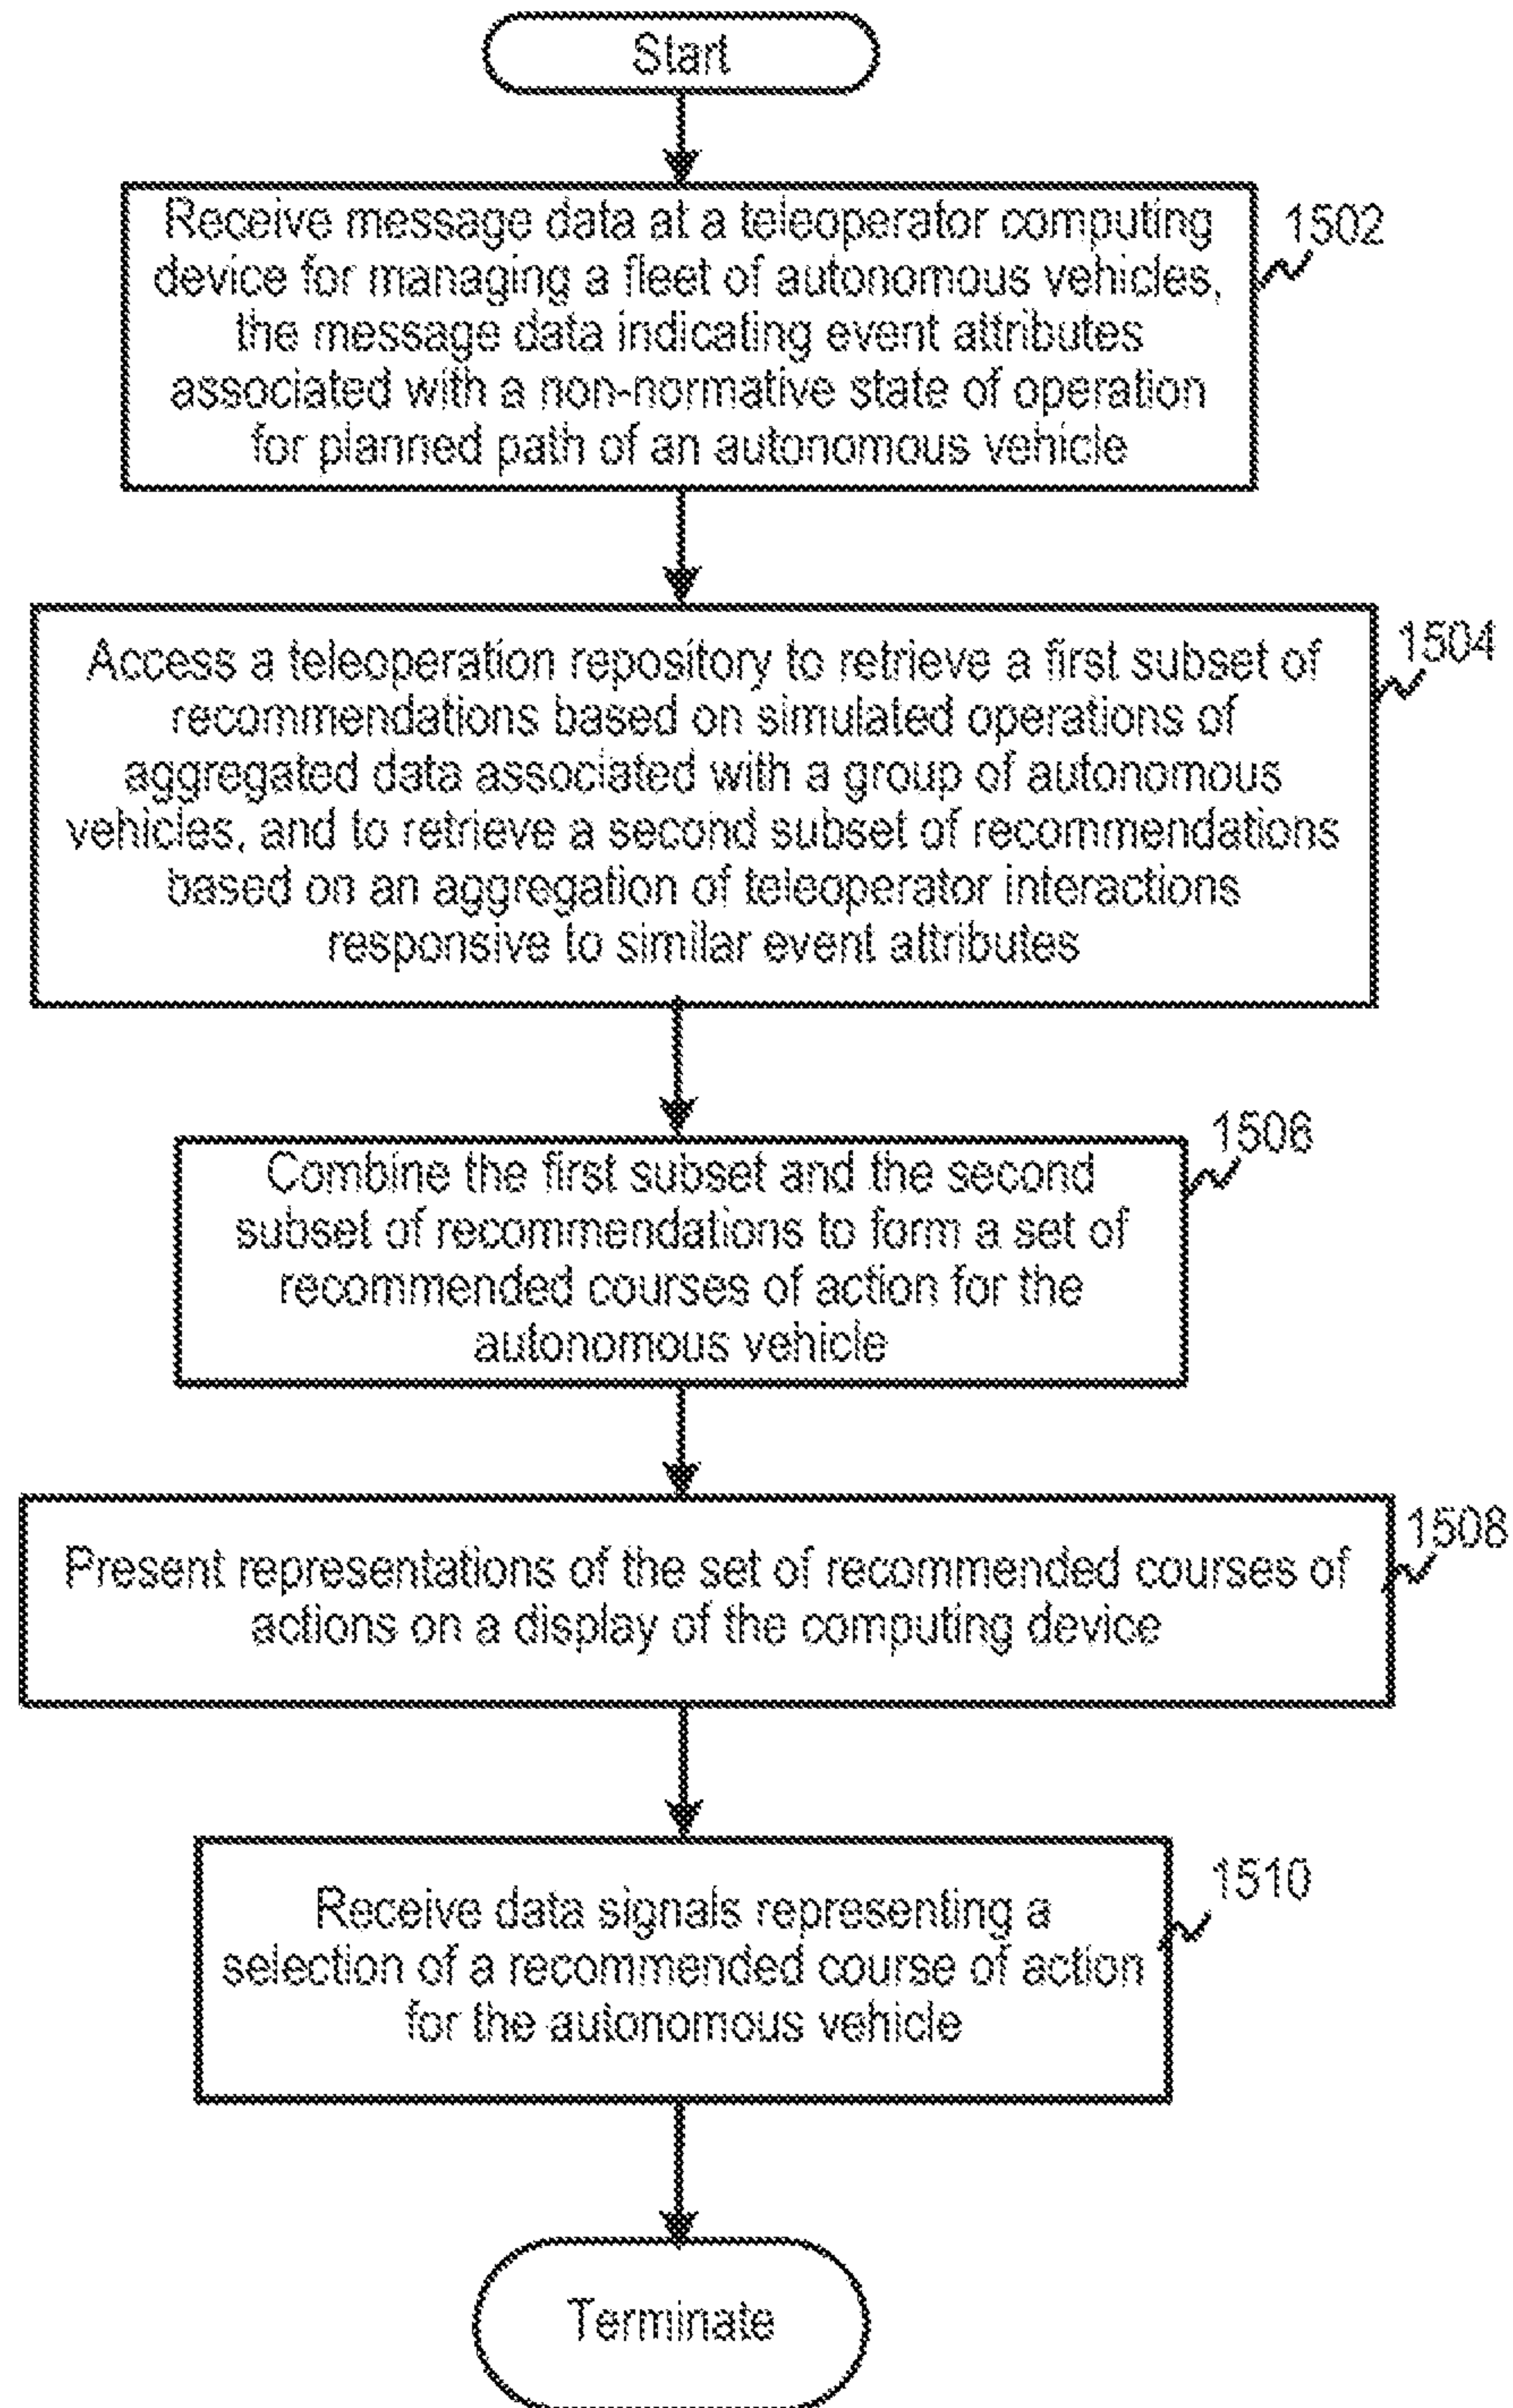 Start
Receive message data at a teleoperator computing
device for managing a fleet of autonomous vehicles,
the message data indicating event attributes
associated with a non-normative state of operation
for planned path of an autonomous vehicle
1502
Access a teleoperation repository to retrieve a first subset of
recommendations based on simulated operations of
aggregated data associated with a group of autonomous
vehicles, and to retrieve a second subset of recommendations
based on an aggregation of teleoperator interactions
responsive to similar event attributes
1504
Combine the first subset and the second
subset of recommendations to form a set of
recommended courses of action for the
autonomous vehicle
1506
Present representations of the set of recommended courses of
actions on a display of the computing device
1508
Receive data signals representing a
selection of a recommended course of action
for the autonomous vehicle
1510
Terminate